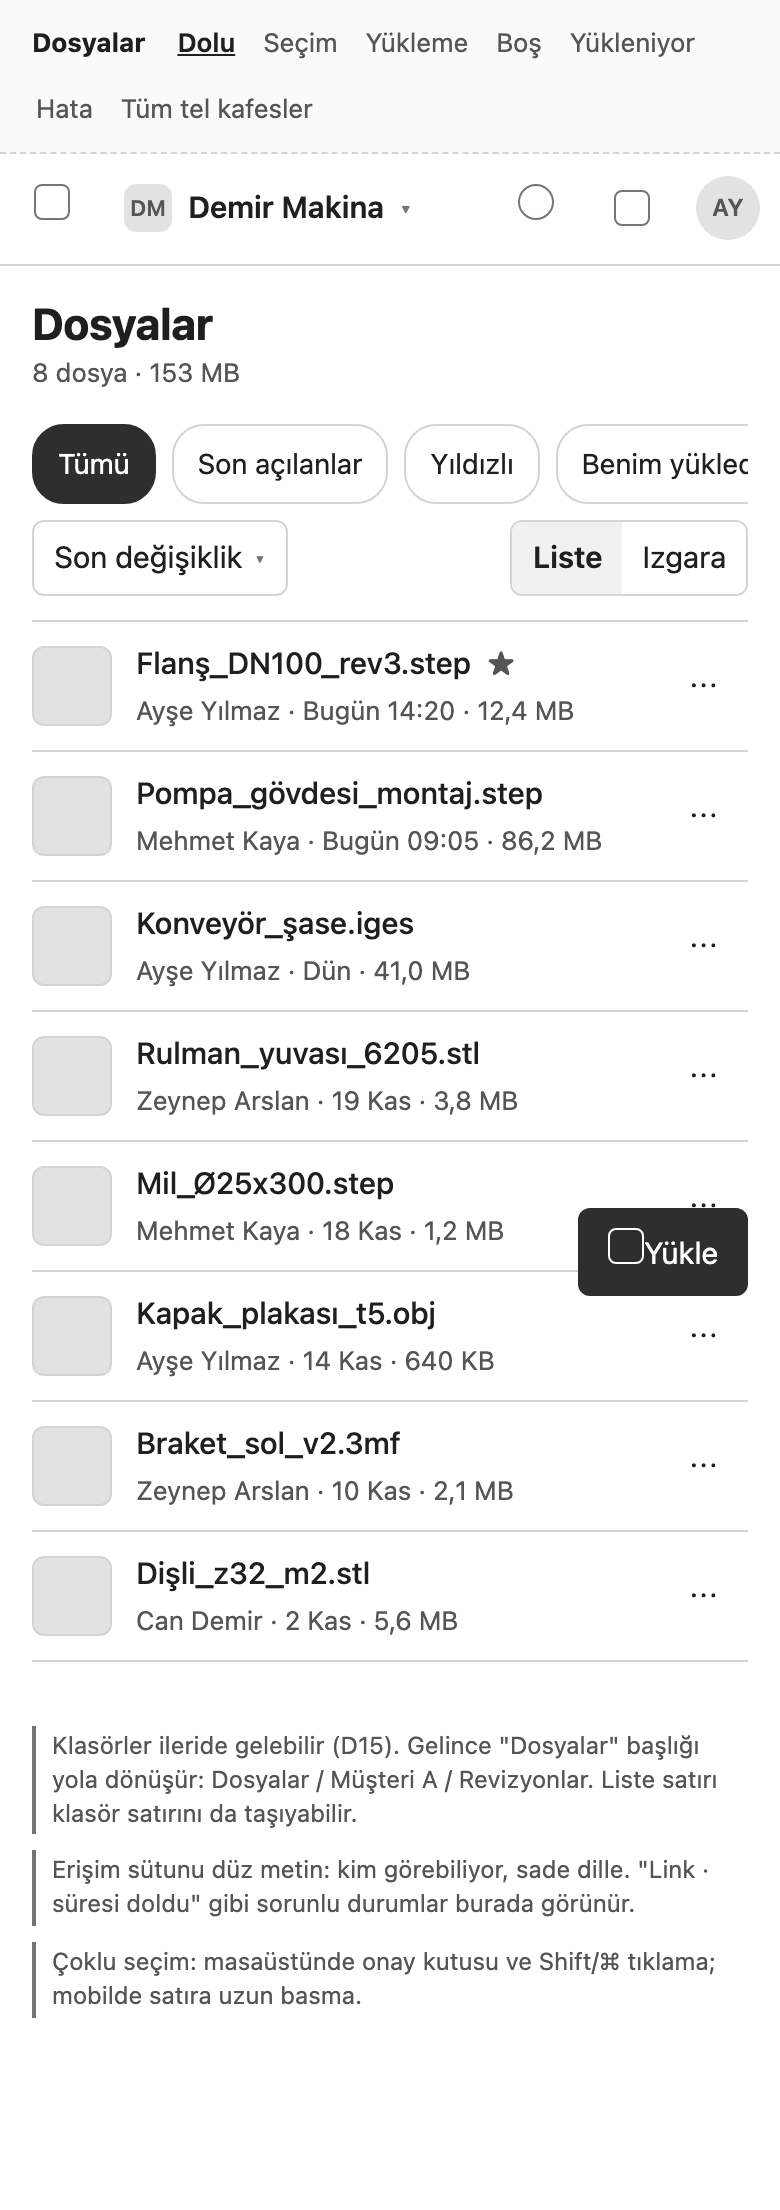 Dosyalar Dolu Seçim Yükleme Boş Yükleniyor
Hata Tüm tel kafesler
DM Demir Makina ▾ AY
Dosyalar
8 dosya · 153 MB
Tümü Son açılanlar Yıldızlı Benim yükled
Son değişiklik ▾ Liste Izgara
Flanş_DN100_rev3.step ★
Ayşe Yılmaz · Bugün 14:20 · 12,4 MB
...
Pompa_gövdesi_montaj.step
Mehmet Kaya · Bugün 09:05 · 86,2 MB
...
Konveyör_şase.iges
Ayşe Yılmaz · Dün · 41,0 MB
...
Rulman_yuvası_6205.stl
Zeynep Arslan · 19 Kas · 3,8 MB
...
Mil_Ø25x300.step
Mehmet Kaya · 18 Kas · 1,2 MB
...
Yükle
Kapak_plakası_t5.obj
Ayşe Yılmaz · 14 Kas · 640 KB
...
Braket_sol_v2.3mf
Zeynep Arslan · 10 Kas · 2,1 MB
...
Dişli_z32_m2.stl
Can Demir · 2 Kas · 5,6 MB
...
Klasörler ileride gelebilir (D15). Gelince "Dosyalar" başlığı
yola dönüşür: Dosyalar / Müşteri A / Revizyonlar. Liste satırı
klasör satırını da taşıyabilir.
Erişim sütunu düz metin: kim görebiliyor, sade dille. "Link ·
süresi doldu" gibi sorunlu durumlar burada görünür.
Çoklu seçim: masaüstünde onay kutusu ve Shift/⌘ tıklama;
mobilde satıra uzun basma.